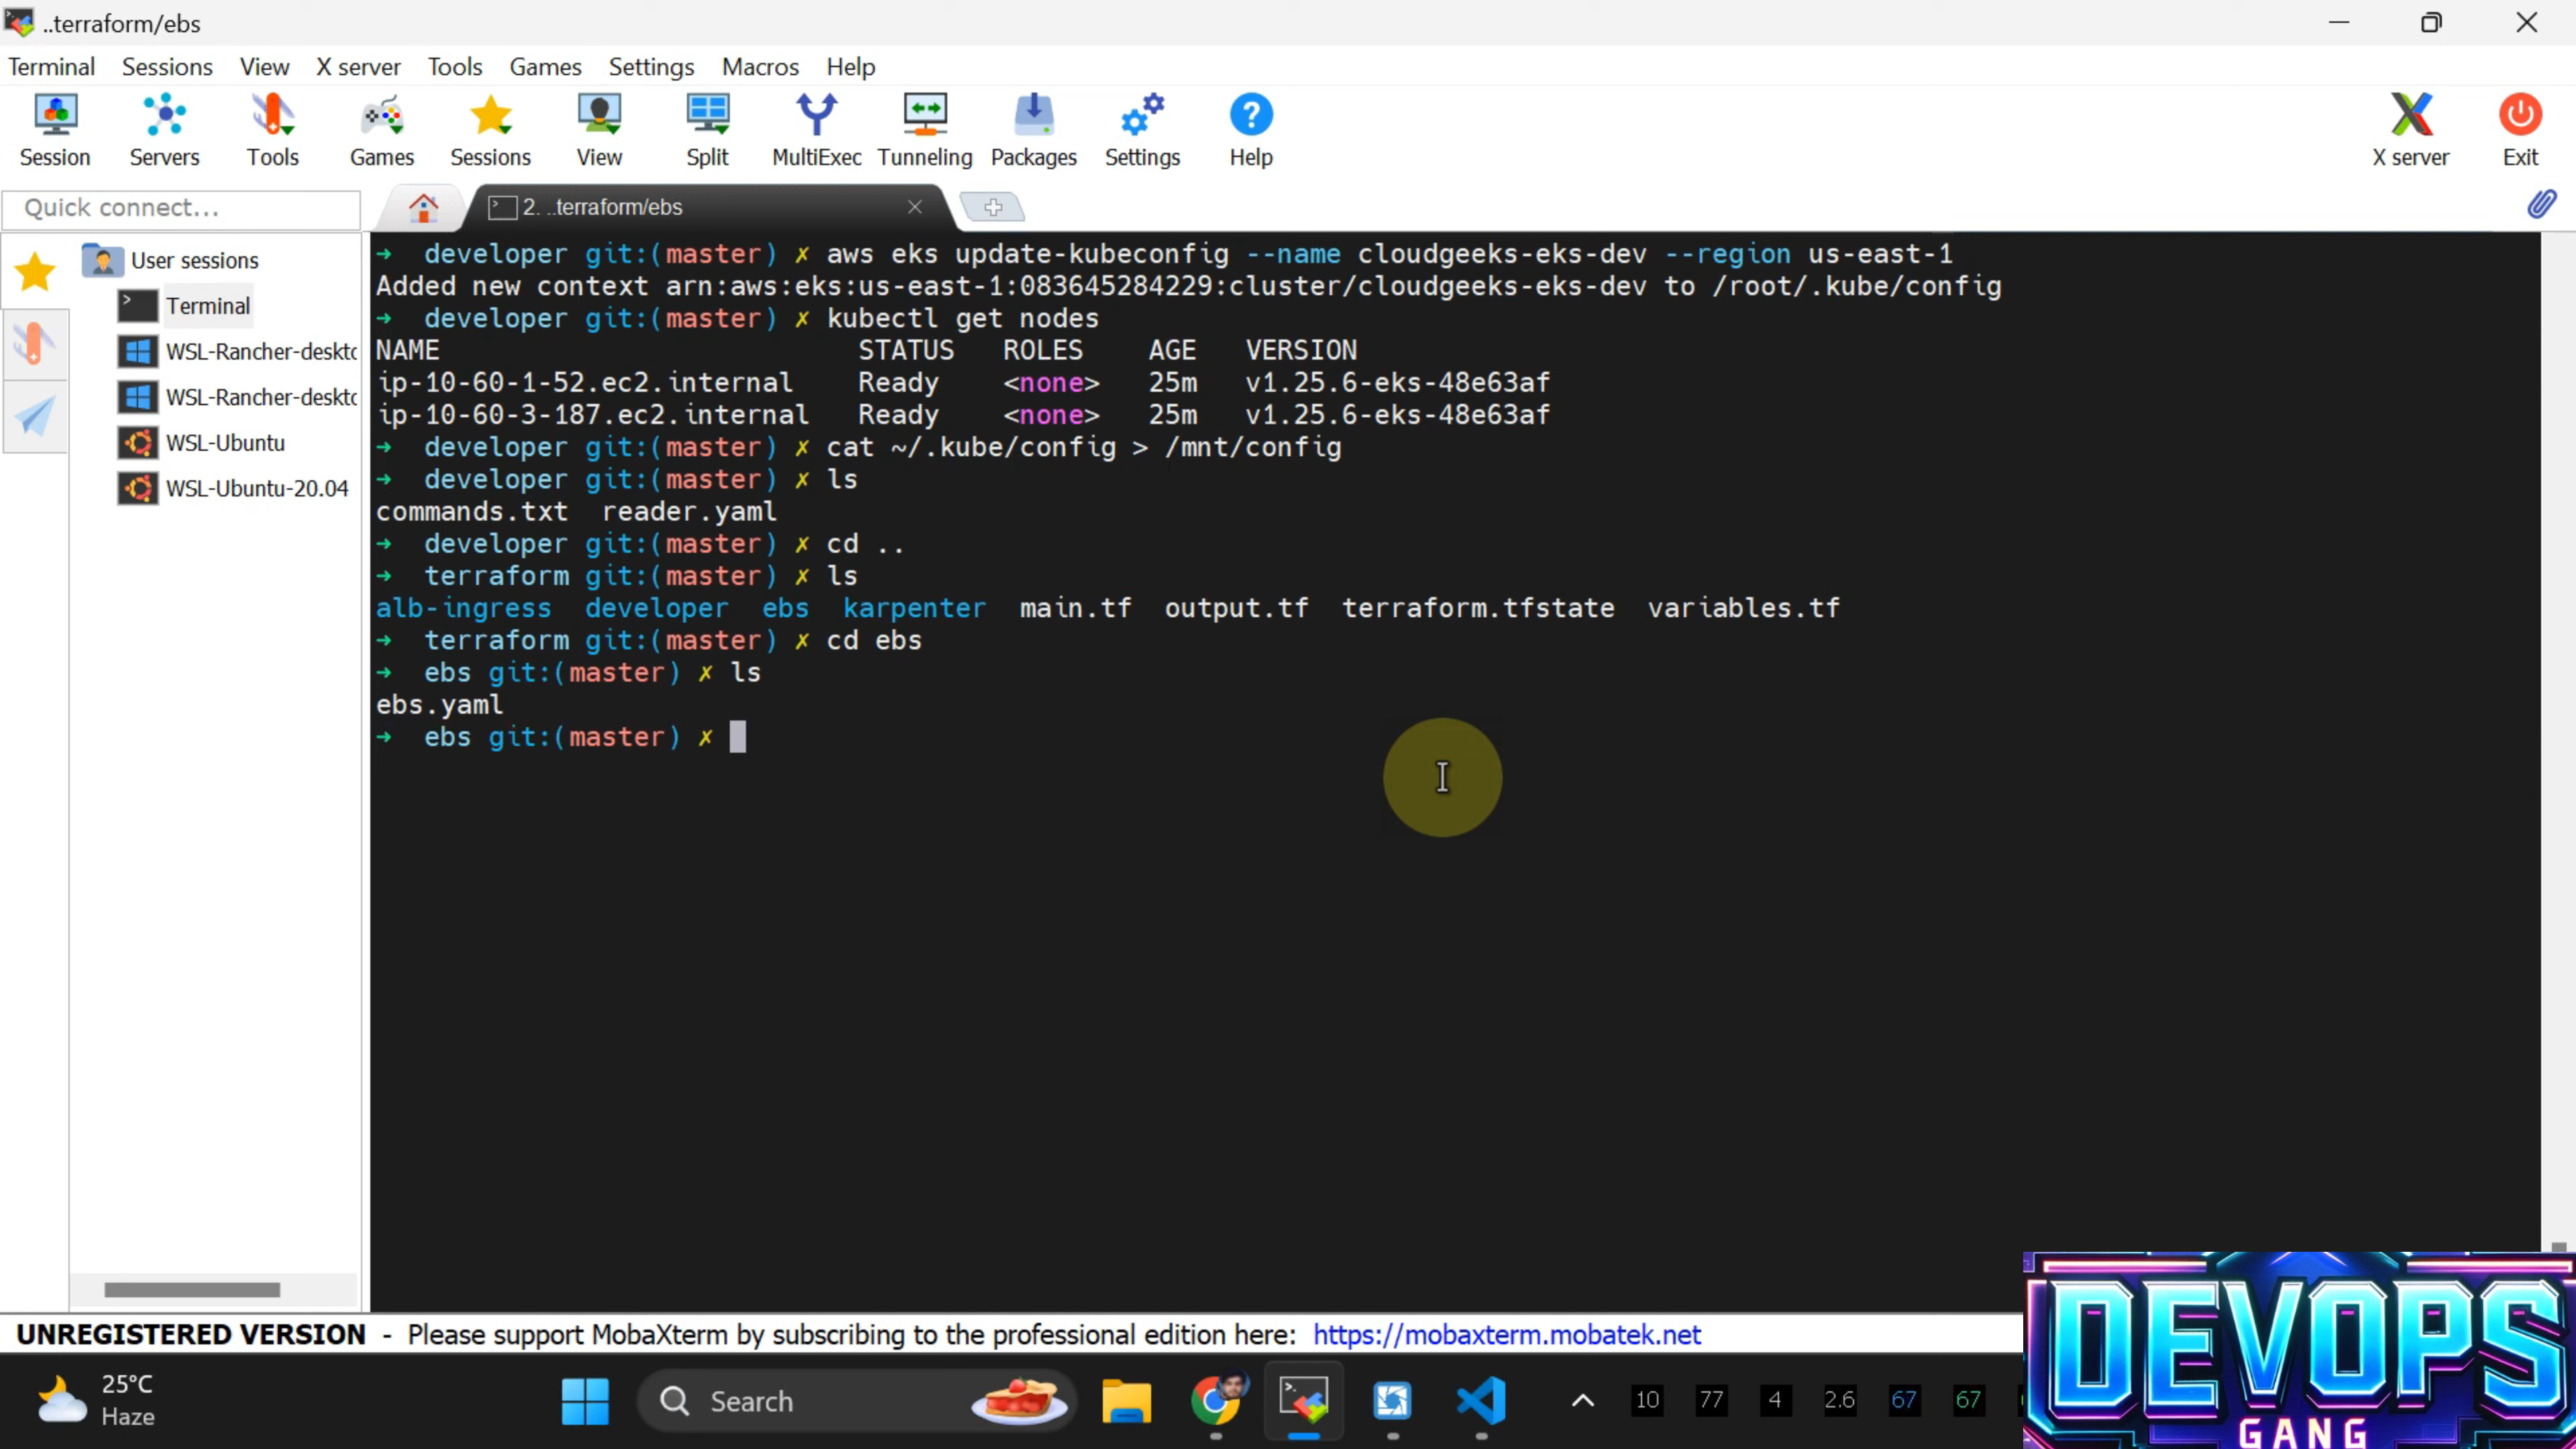 ..terraform/ebs
Terminal Sessions View X server Tools Games Settings Macros Help
Session Servers Tools Games Sessions View Split MultiExec Tunneling Packages Settings Help X server Exit
Quick connect...
2. ..terraform/ebs
User sessions
Terminal
WSL-Rancher-deskto
WSL-Rancher-deskto
WSL-Ubuntu
WSL-Ubuntu-20.04
➜ developer git:(master) ✗ aws eks update-kubeconfig --name cloudgeeks-eks-dev --region us-east-1
Added new context arn:aws:eks:us-east-1:083645284229:cluster/cloudgeeks-eks-dev to /root/.kube/config
➜ developer git:(master) ✗ kubectl get nodes
NAME STATUS ROLES AGE VERSION
ip-10-60-1-52.ec2.internal Ready <none> 25m v1.25.6-eks-48e63af
ip-10-60-3-187.ec2.internal Ready <none> 25m v1.25.6-eks-48e63af
➜ developer git:(master) ✗ cat ~/.kube/config > /mnt/config
➜ developer git:(master) ✗ ls
commands.txt reader.yaml
➜ developer git:(master) ✗ cd ..
➜ terraform git:(master) ✗ ls
alb-ingress developer ebs karpenter main.tf output.tf terraform.tfstate variables.tf
➜ terraform git:(master) ✗ cd ebs
➜ ebs git:(master) ✗ ls
ebs.yaml
➜ ebs git:(master) ✗
UNREGISTERED VERSION - Please support MobaXterm by subscribing to the professional edition here: https://mobaxterm.mobatek.net
25°C
Haze
Search
10 77 4 2.6 67 67
DEVOPS
GANG